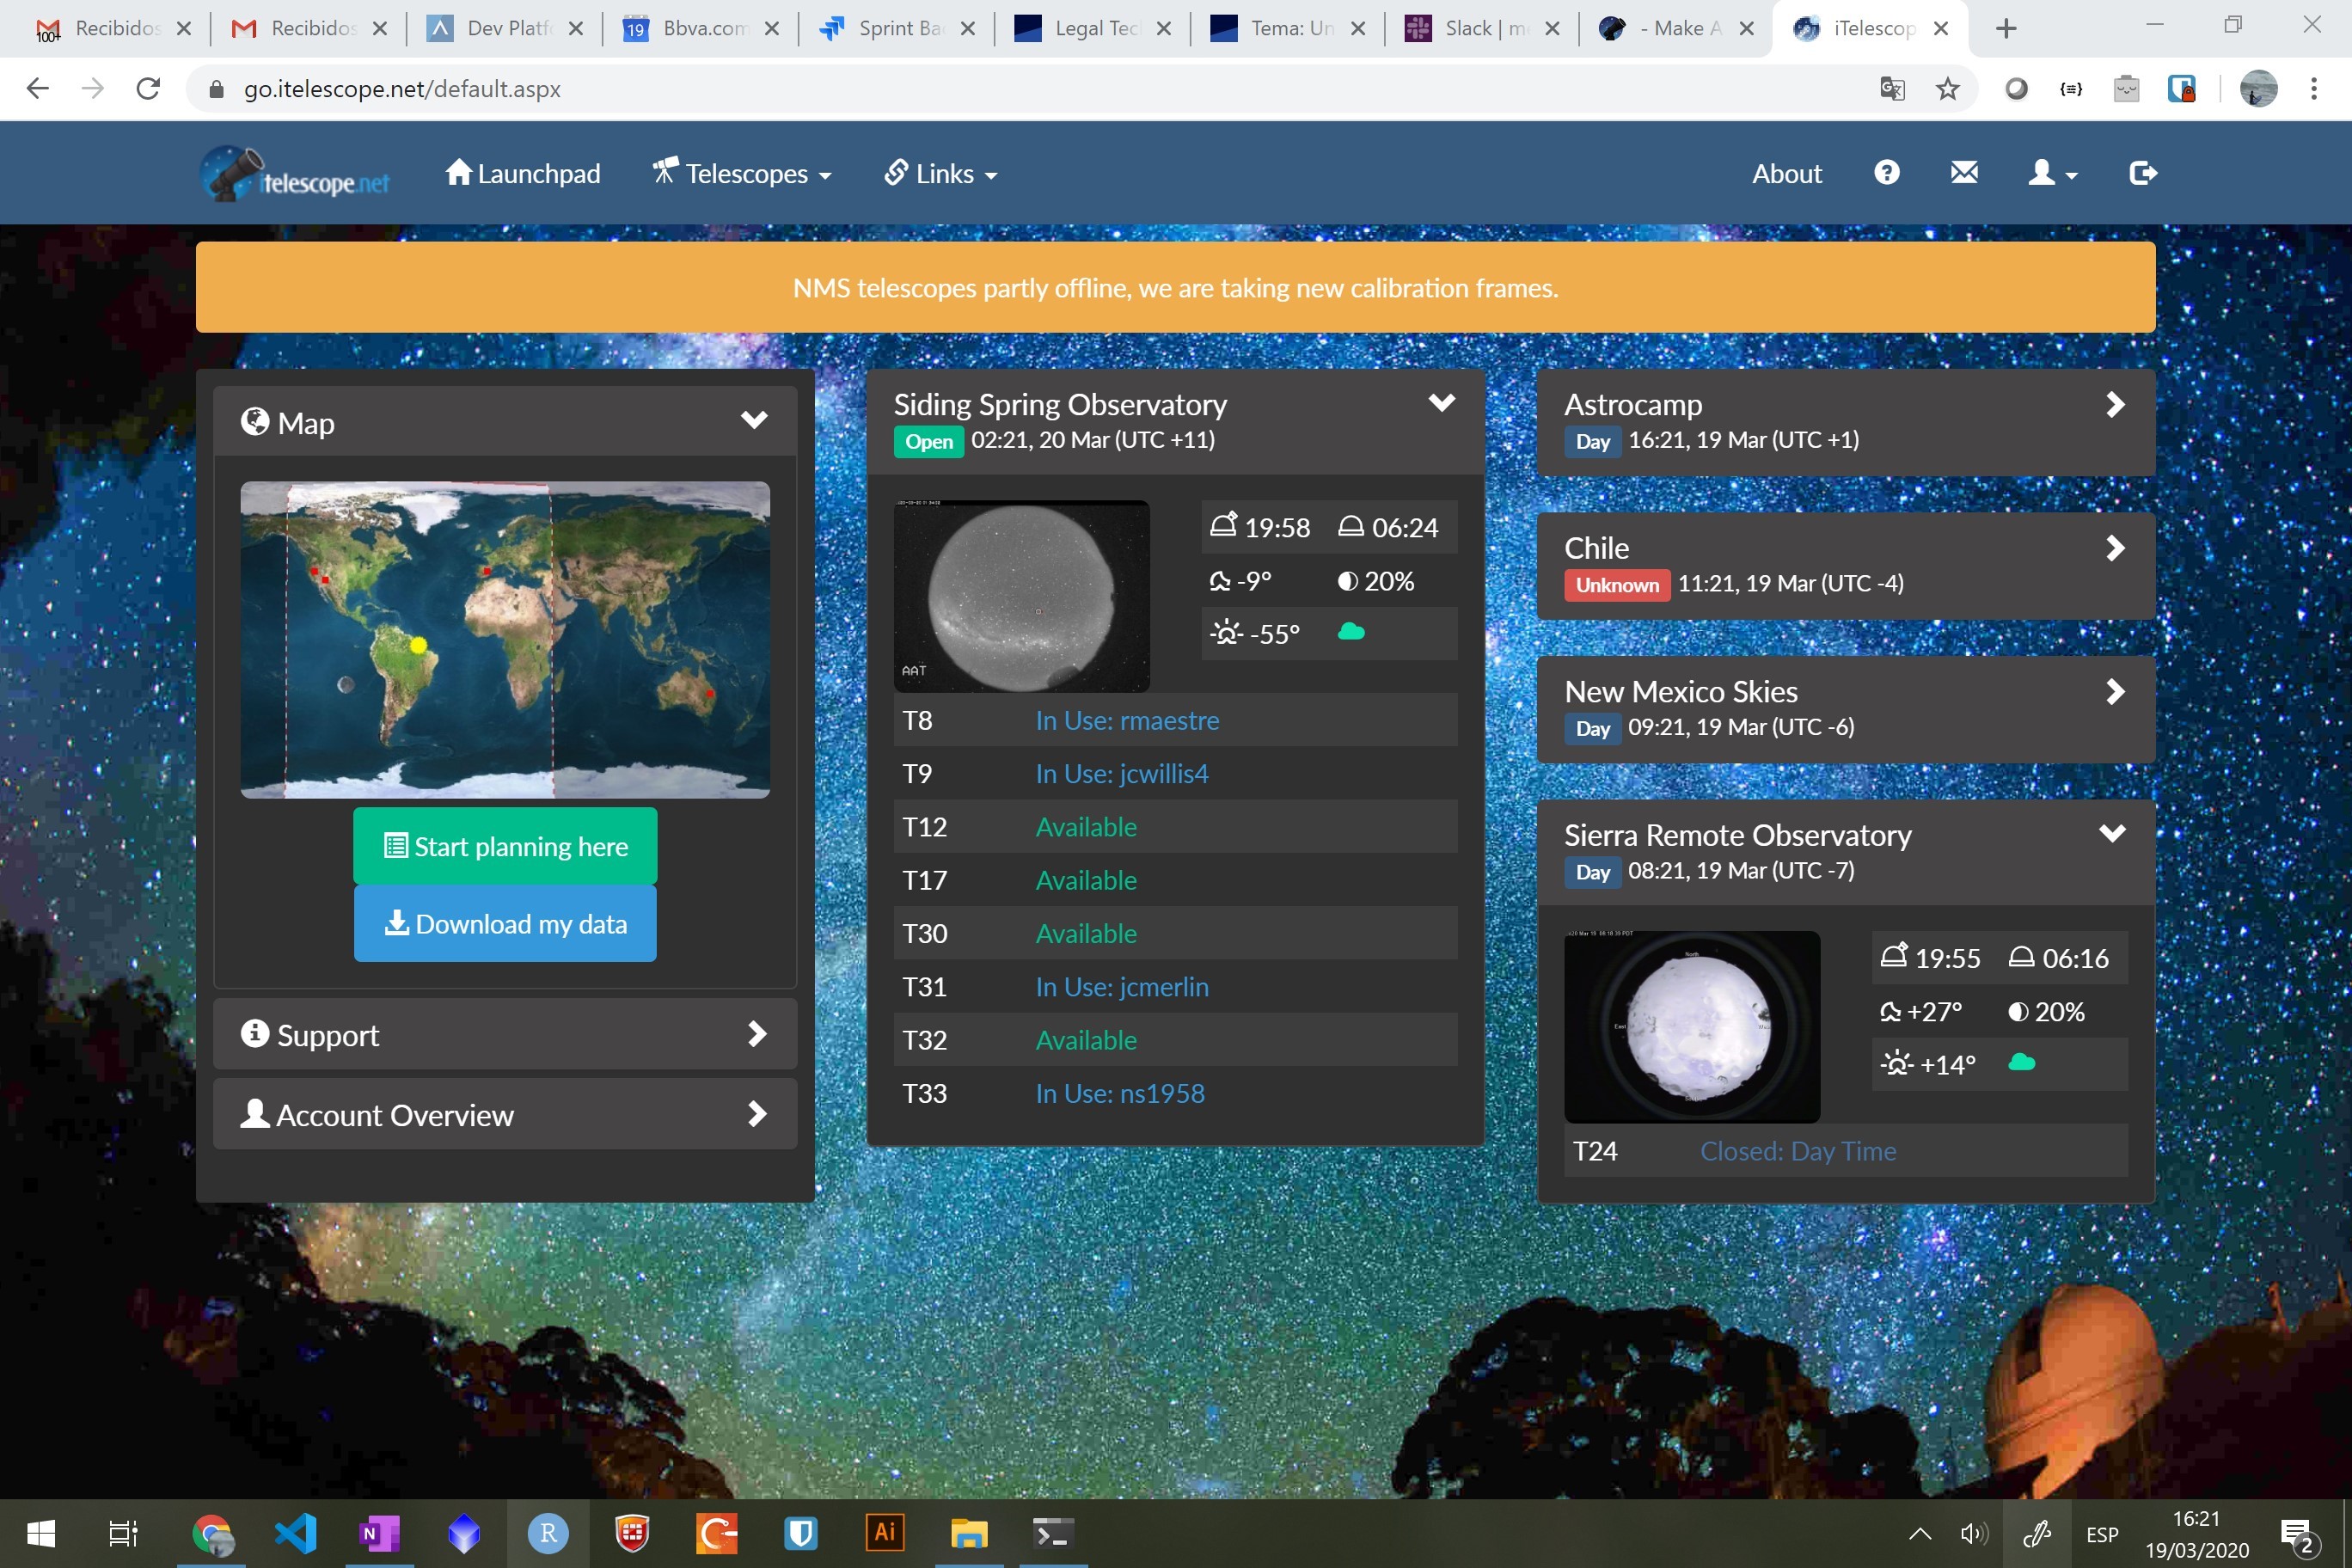 100+
Recibidos
Recibidos
Dev Platf
19
Bbva.com
Sprint Ba
Legal Tec
Tema: Un
Slack | m
- Make A
iTelescop
go.itelescope.net/default.aspx
itelescope.net
Launchpad
Telescopes
Links
About
NMS telescopes partly offline, we are taking new calibration frames.
Map
Start planning here
Download my data
Support
Account Overview
Siding Spring Observatory
Open 02:21, 20 Mar (UTC +11)
AAT
19:58 06:24
-9° 20%
-55°
T8 In Use: rmaestre
T9 In Use: jcwillis4
T12 Available
T17 Available
T30 Available
T31 In Use: jcmerlin
T32 Available
T33 In Use: ns1958
Astrocamp
Day 16:21, 19 Mar (UTC +1)
Chile
Unknown 11:21, 19 Mar (UTC -4)
New Mexico Skies
Day 09:21, 19 Mar (UTC -6)
Sierra Remote Observatory
Day 08:21, 19 Mar (UTC -7)
North
East
19:55 06:16
+27° 20%
+14°
T24 Closed: Day Time
N
R
Ai
ESP
16:21
19/03/2020
2